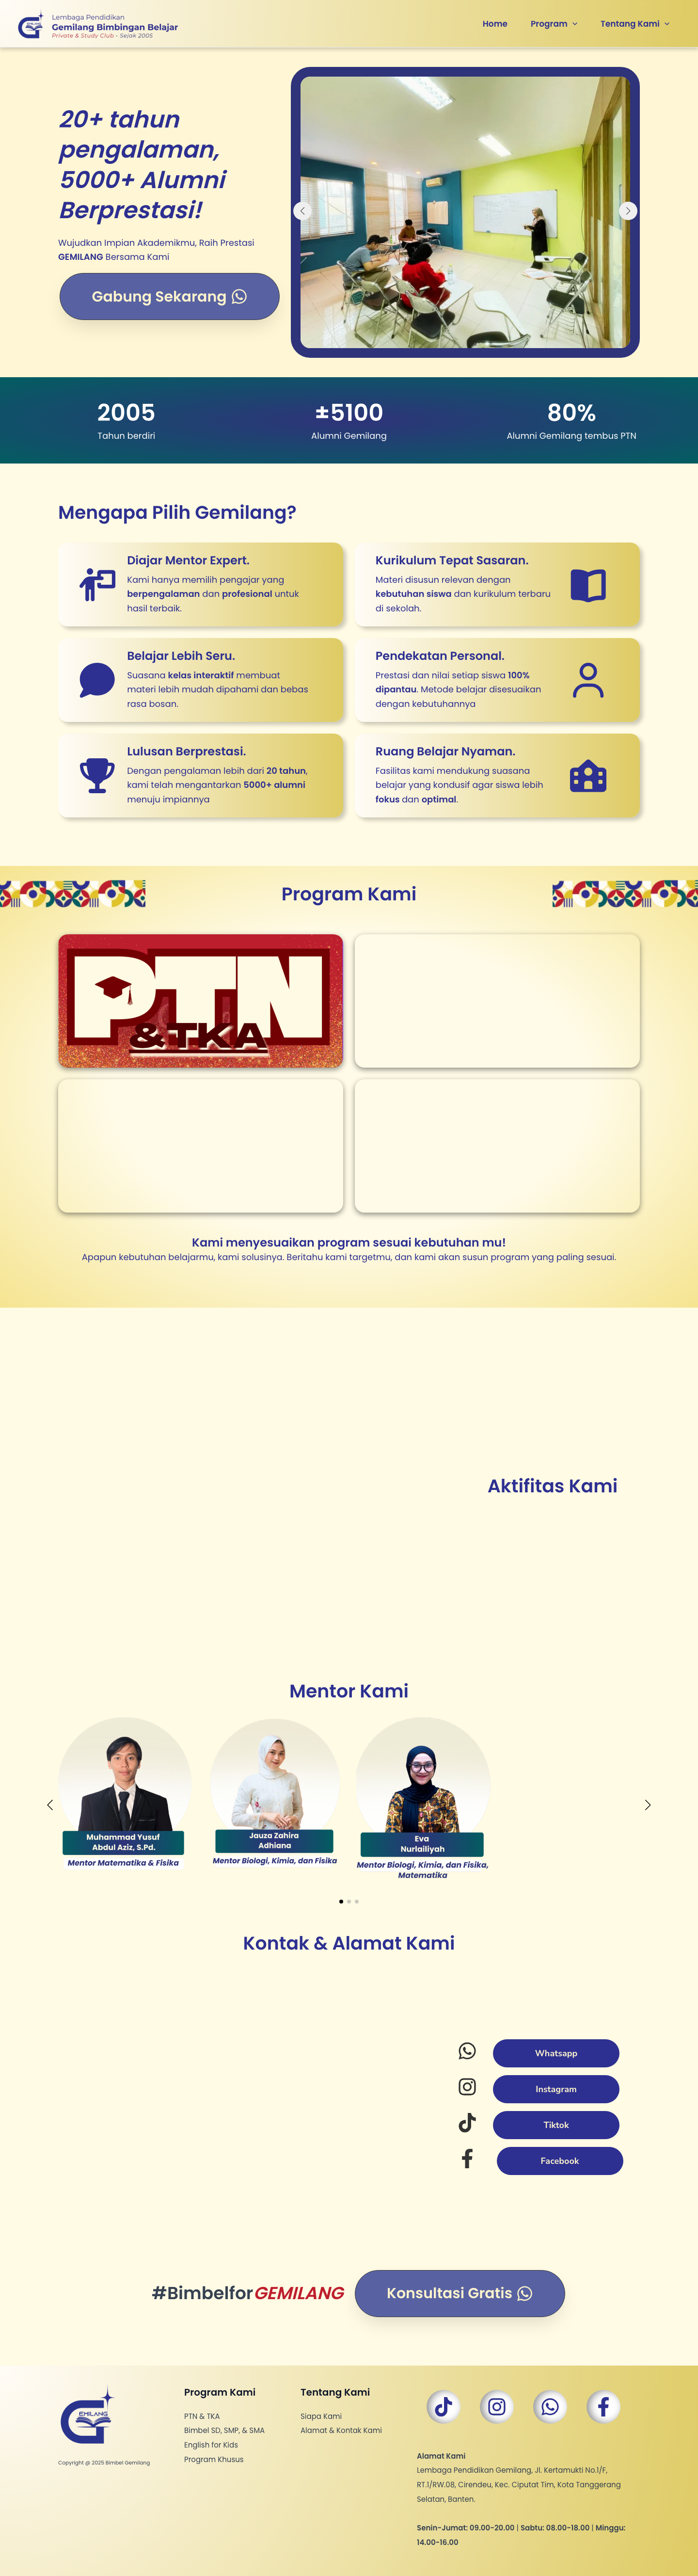 Lembaga Pendidikan
Gemilang Bimbingan Belajar
Private & Study Club - Sejak 2005
Home
Program
Tentang Kami
20+ tahun
pengalaman,
5000+ Alumni
Berprestasi!
Wujudkan Impian Akademikmu, Raih Prestasi
GEMILANG Bersama Kami
Gabung Sekarang
2005
Tahun berdiri
±5100
Alumni Gemilang
80%
Alumni Gemilang tembus PTN
Mengapa Pilih Gemilang?
Diajar Mentor Expert.
Kami hanya memilih pengajar yang
berpengalaman dan profesional untuk
hasil terbaik.
Kurikulum Tepat Sasaran.
Materi disusun relevan dengan
kebutuhan siswa dan kurikulum terbaru
di sekolah.
Belajar Lebih Seru.
Suasana kelas interaktif membuat
materi lebih mudah dipahami dan bebas
rasa bosan.
Pendekatan Personal.
Prestasi dan nilai setiap siswa 100%
dipantau. Metode belajar disesuaikan
dengan kebutuhannya
Lulusan Berprestasi.
Dengan pengalaman lebih dari 20 tahun,
kami telah mengantarkan 5000+ alumni
menuju impiannya
Ruang Belajar Nyaman.
Fasilitas kami mendukung suasana
belajar yang kondusif agar siswa lebih
fokus dan optimal.
Program Kami
PTN
& TKA
Kami menyesuaikan program sesuai kebutuhan mu!
Apapun kebutuhan belajarmu, kami solusinya. Beritahu kami targetmu, dan kami akan susun program yang paling sesuai.
Aktifitas Kami
Mentor Kami
Muhammad Yusuf
Abdul Aziz, S.Pd.
Mentor Matematika & Fisika
Jauza Zahira
Adhiana
Mentor Biologi, Kimia, dan Fisika
Eva
Nurlailiyah
Mentor Biologi, Kimia, dan Fisika,
Matematika
Kontak & Alamat Kami
Whatsapp
Instagram
Tiktok
Facebook
#BimbelforGEMILANG
Konsultasi Gratis
EMILANG
Copyright @ 2025 Bimbel Gemilang
Program Kami
PTN & TKA
Bimbel SD, SMP, & SMA
English for Kids
Program Khusus
Tentang Kami
Siapa Kami
Alamat & Kontak Kami
Alamat Kami
Lembaga Pendidikan Gemilang, Jl. Kertamukti No.1/F,
RT.1/RW.08, Cirendeu, Kec. Ciputat Tim, Kota Tanggerang
Selatan, Banten.
Senin-Jumat: 09.00-20.00 | Sabtu: 08.00-18.00 | Minggu:
14.00-16.00